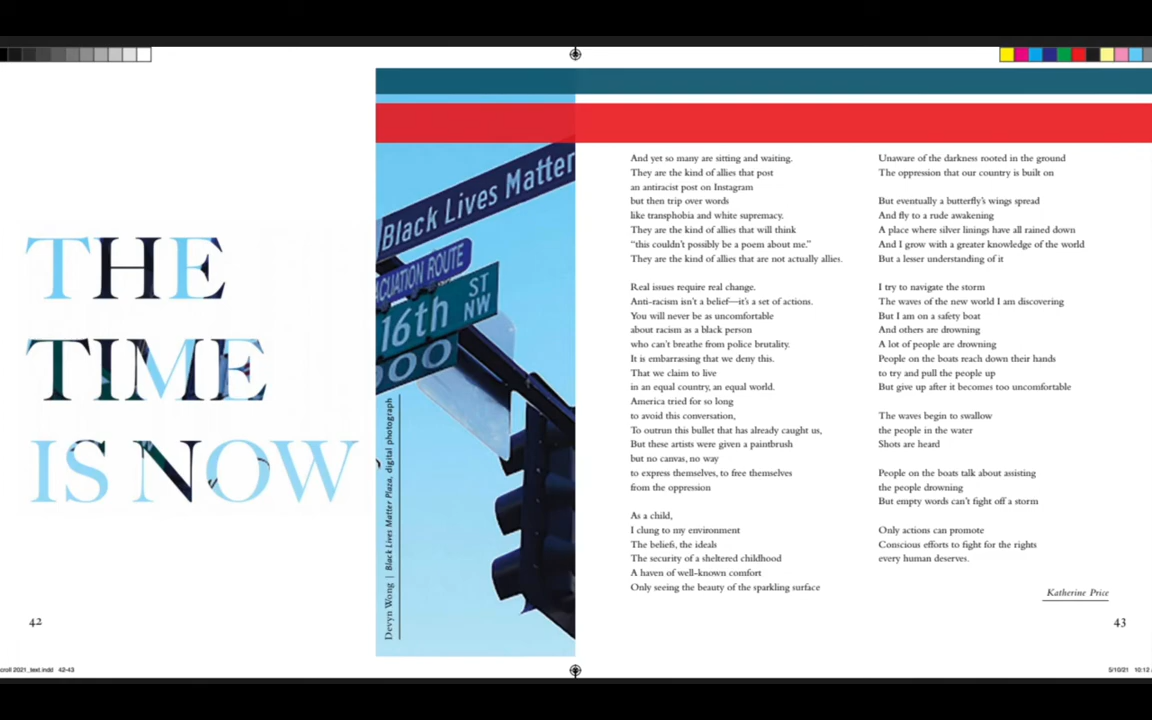 THE
TIME
IS NOW
42
Black Lives Matter
ACUATION ROUTE
16th ST NW
00
Devyn Wong | Black Lives Matter Plaza, digital photograph
And yet so many are sitting and waiting.
They are the kind of allies that post
an antiracist post on Instagram
but then trip over words
like transphobia and white supremacy.
They are the kind of allies that will think
“this couldn’t possibly be a poem about me.”
They are the kind of allies that are not actually allies.
Real issues require real change.
Anti-racism isn’t a belief—it’s a set of actions.
You will never be as uncomfortable
about racism as a black person
who can’t breathe from police brutality.
It is embarrassing that we deny this.
That we claim to live
in an equal country, an equal world.
America tried for so long
to avoid this conversation,
To outrun this bullet that has already caught us,
But these artists were given a paintbrush
but no canvas, no way
to express themselves, to free themselves
from the oppression
As a child,
I clung to my environment
The beliefs, the ideals
The security of a sheltered childhood
A haven of well-known comfort
Only seeing the beauty of the sparkling surface
Unaware of the darkness rooted in the ground
The oppression that our country is built on
But eventually a butterfly’s wings spread
And fly to a rude awakening
A place where silver linings have all rained down
And I grow with a greater knowledge of the world
But a lesser understanding of it
I try to navigate the storm
The waves of the new world I am discovering
But I am on a safety boat
And others are drowning
A lot of people are drowning
People on the boats reach down their hands
to try and pull the people up
But give up after it becomes too uncomfortable
The waves begin to swallow
the people in the water
Shots are heard
People on the boats talk about assisting
the people drowning
But empty words can’t fight off a storm
Only actions can promote
Conscious efforts to fight for the rights
every human deserves.
Katherine Price
43
croll 2021_text.indd 42-43
5/10/21 10:12